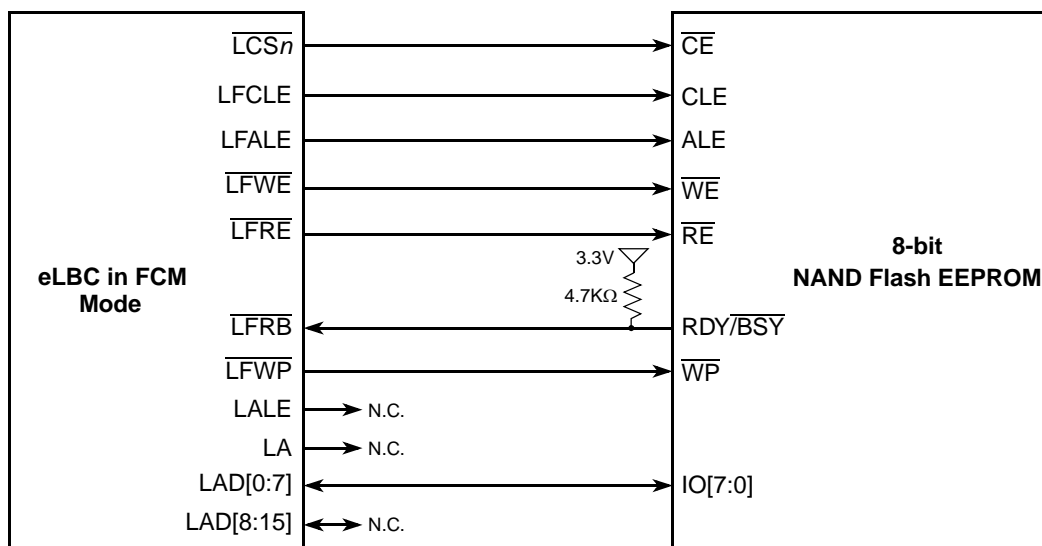 LCSn
CE
LFCLE
CLE
LFALE
ALE
LFWE
WE
LFRE
RE
eLBC in FCM
Mode
8-bit
NAND Flash EEPROM
3.3V
4.7KΩ
LFRB
RDY/BSY
LFWP
WP
LALE
N.C.
LA
N.C.
LAD[0:7]
IO[7:0]
LAD[8:15]
N.C.